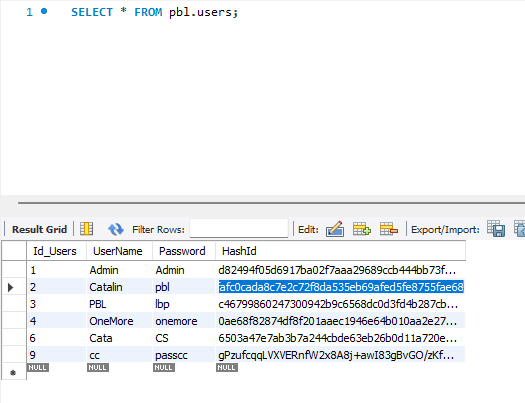 1 SELECT * FROM pbl.users;
Result Grid Filter Rows: Edit: Export/Import:
Id_Users UserName Password HashId
1 Admin Admin d82494f05d6917ba02f7aaa29689ccb444bb73f...
2 Catalin pbl afc0cada8c7e2c72f8da535eb69afed5fe8755fae68
3 PBL lbp c46799860247300942b9c6568dc0d3fd4b287cb...
4 OneMore onemore 0ae68f82874df8f201aaec1946e64b010aa2e27...
6 Cata CS 6503a47e7ab3b7a244cbde63eb26b0d11a720e...
9 cc passcc gPzufcqqLVXVERnfW2x8A8j+awI83gBvGO/zKf...
NULL NULL NULL NULL